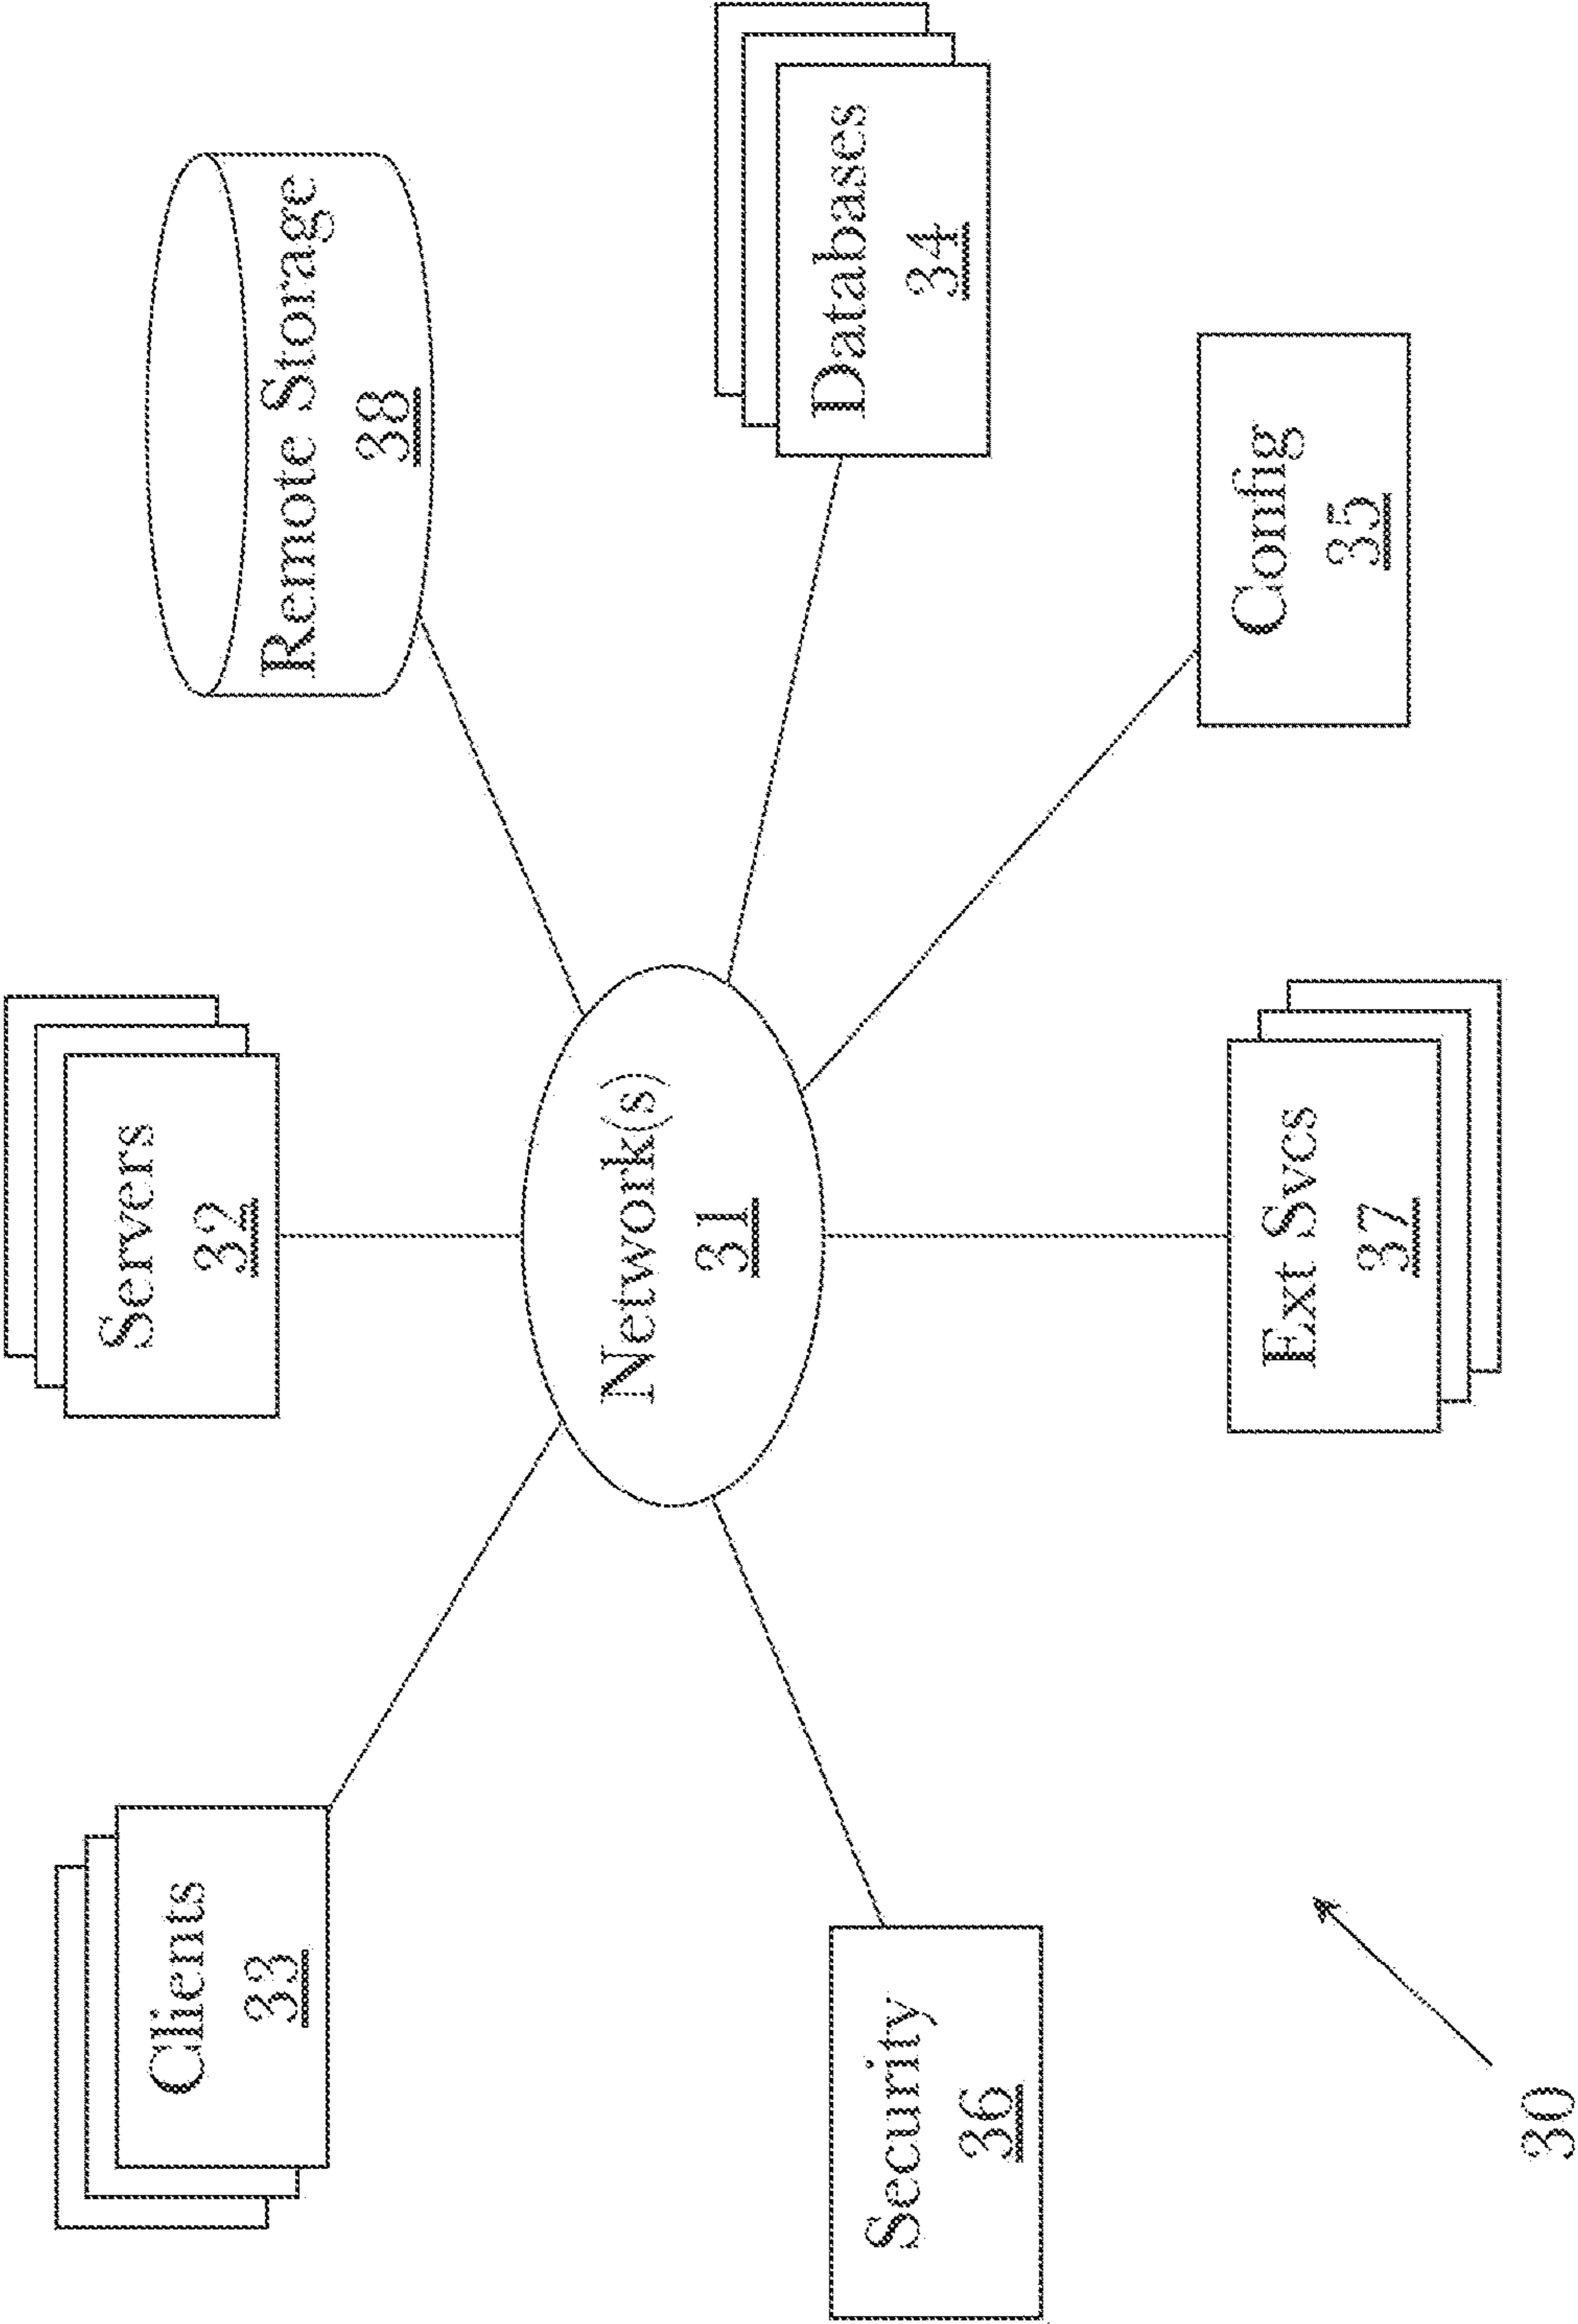 Servers
32
Clients
33
Remote Storage
38
Network(s)
31
Databases
34
Security
36
Ext Svcs
37
Config
35
30